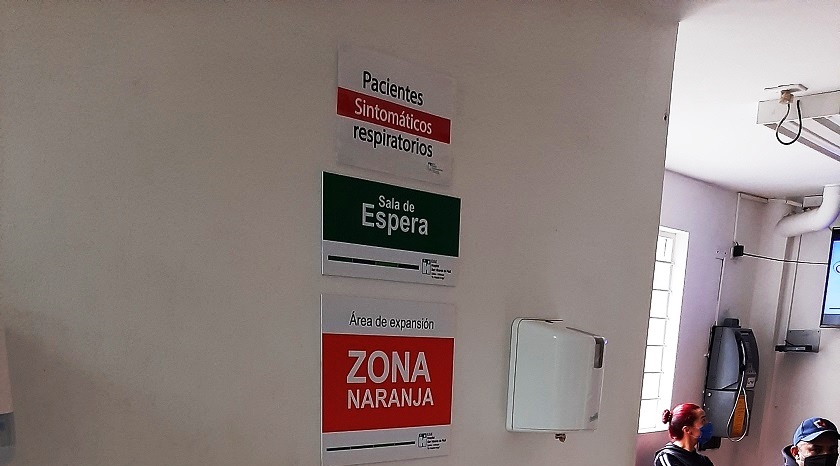 Pacientes
Sintomáticos
respiratorios
Sala de
Espera
Área de expansión
ZONA
NARANJA